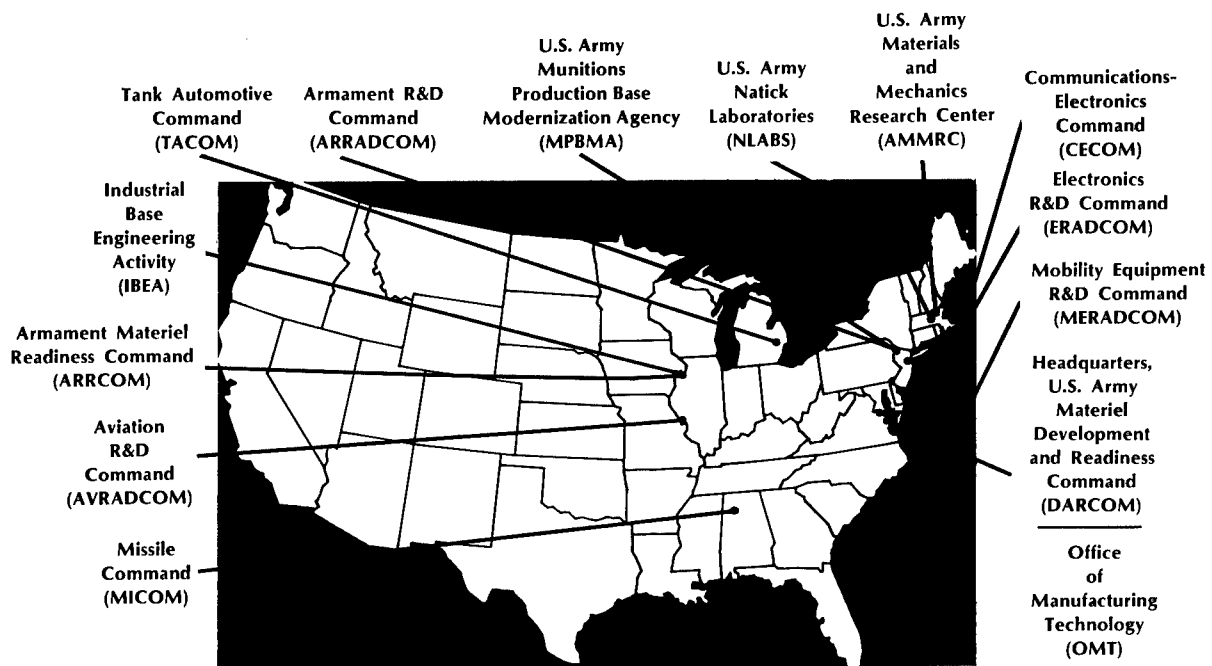 Tank Automotive
Command
(TACOM)
Armament R&D
Command
(ARRADCOM)
U.S. Army
Munitions
Production Base
Modernization Agency
(MPBMA)
U.S. Army
Natick
Laboratories
(NLABS)
U.S. Army
Materials
and
Mechanics
Research Center
(AMMRC)
Communications-
Electronics
Command
(CECOM)
Electronics
R&D Command
(ERADCOM)
Mobility Equipment
R&D Command
(MERADCOM)
Headquarters,
U.S. Army
Materiel
Development
and Readiness
Command
(DARCOM)
Office
of
Manufacturing
Technology
(OMT)
Industrial
Base
Engineering
Activity
(IBEA)
Armament Materiel
Readiness Command
(ARRCOM)
Aviation
R&D
Command
(AVRADCOM)
Missile
Command
(MICOM)